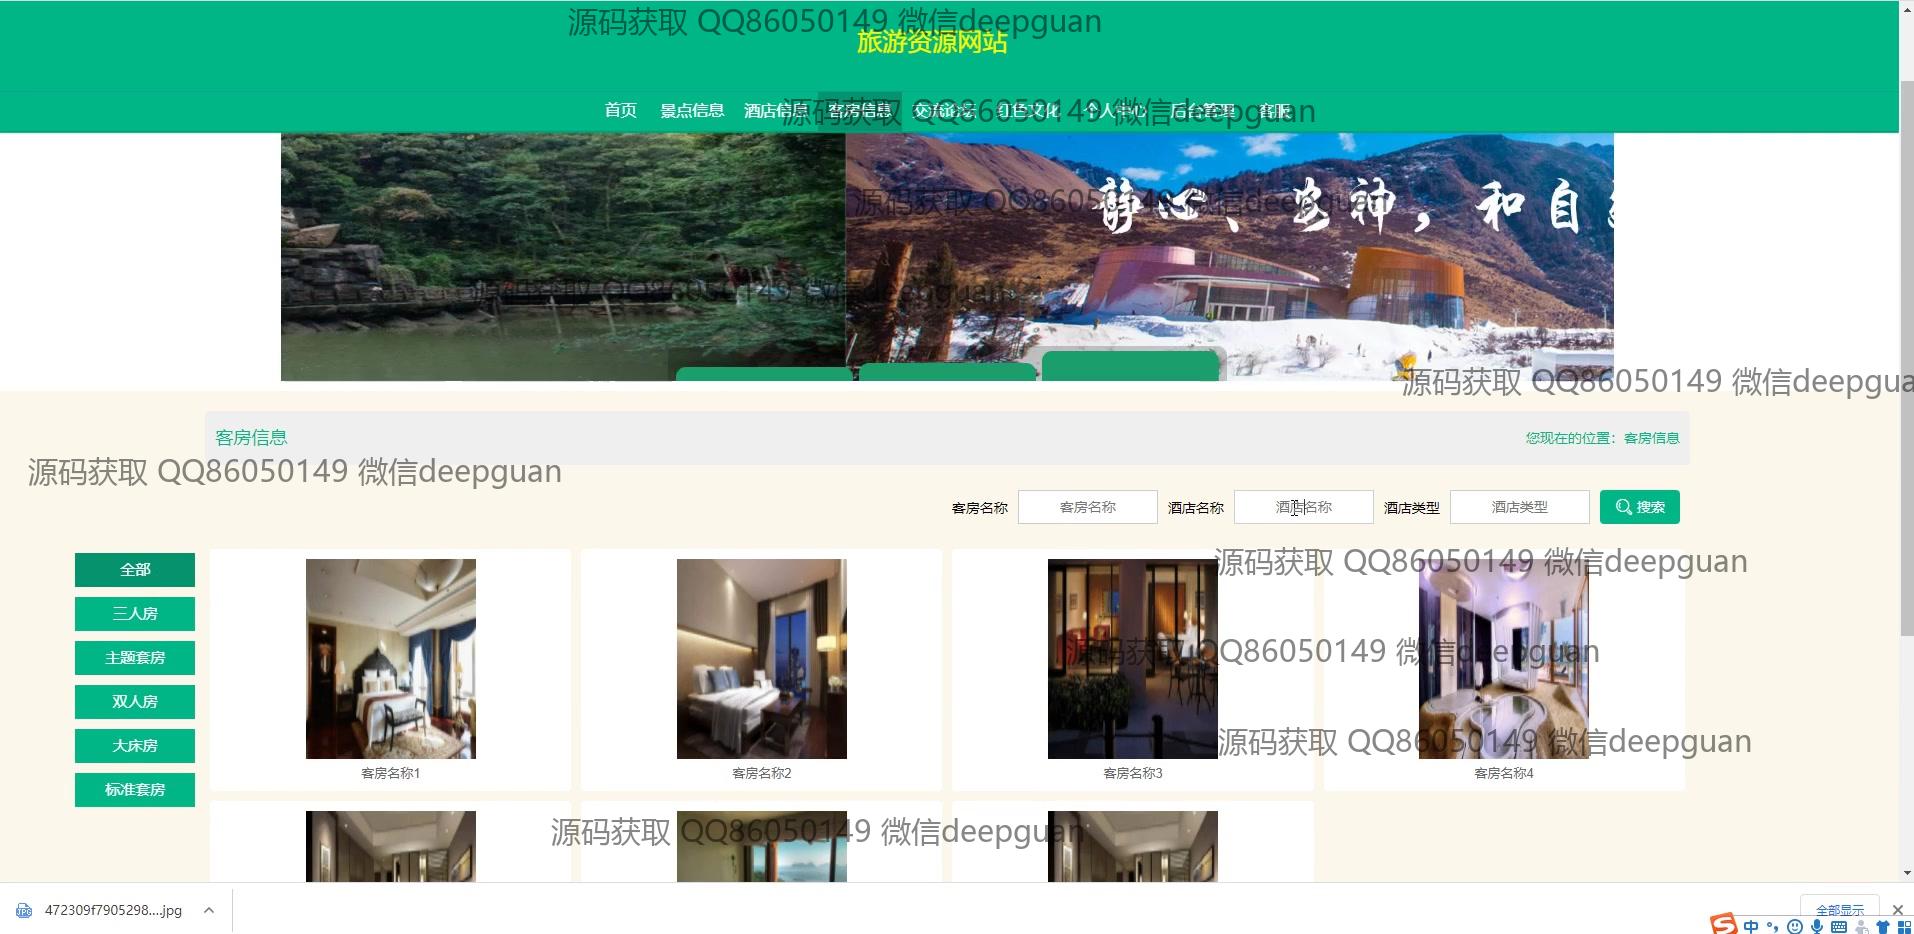 源码获取 QQ86050149 微信deepguan
旅游资源网站
首页 景点信息 酒店信息 客房信息 交流论坛 红色文化 个人中心 后台管理 客服
源码获取 QQ86050149 微信deepguan
静心、安神，和自
源码获取 QQ86050149 微信deepguan
源码获取 QQ86050149 微信deepguan
源码获取 QQ86050149 微信deepgua
客房信息
您现在的位置：客房信息
源码获取 QQ86050149 微信deepguan
客房名称 客房名称 酒店名称 酒店名称 酒店类型 酒店类型 搜索
源码获取 QQ86050149 微信deepguan
全部
三人房
主题套房
双人房
大床房
标准套房
源码获取 QQ86050149 微信deepguan
源码获取 QQ86050149 微信deepguan
客房名称1
客房名称2
客房名称3
客房名称4
源码获取 QQ86050149 微信deepguan
472309f7905298....jpg
全部显示
中